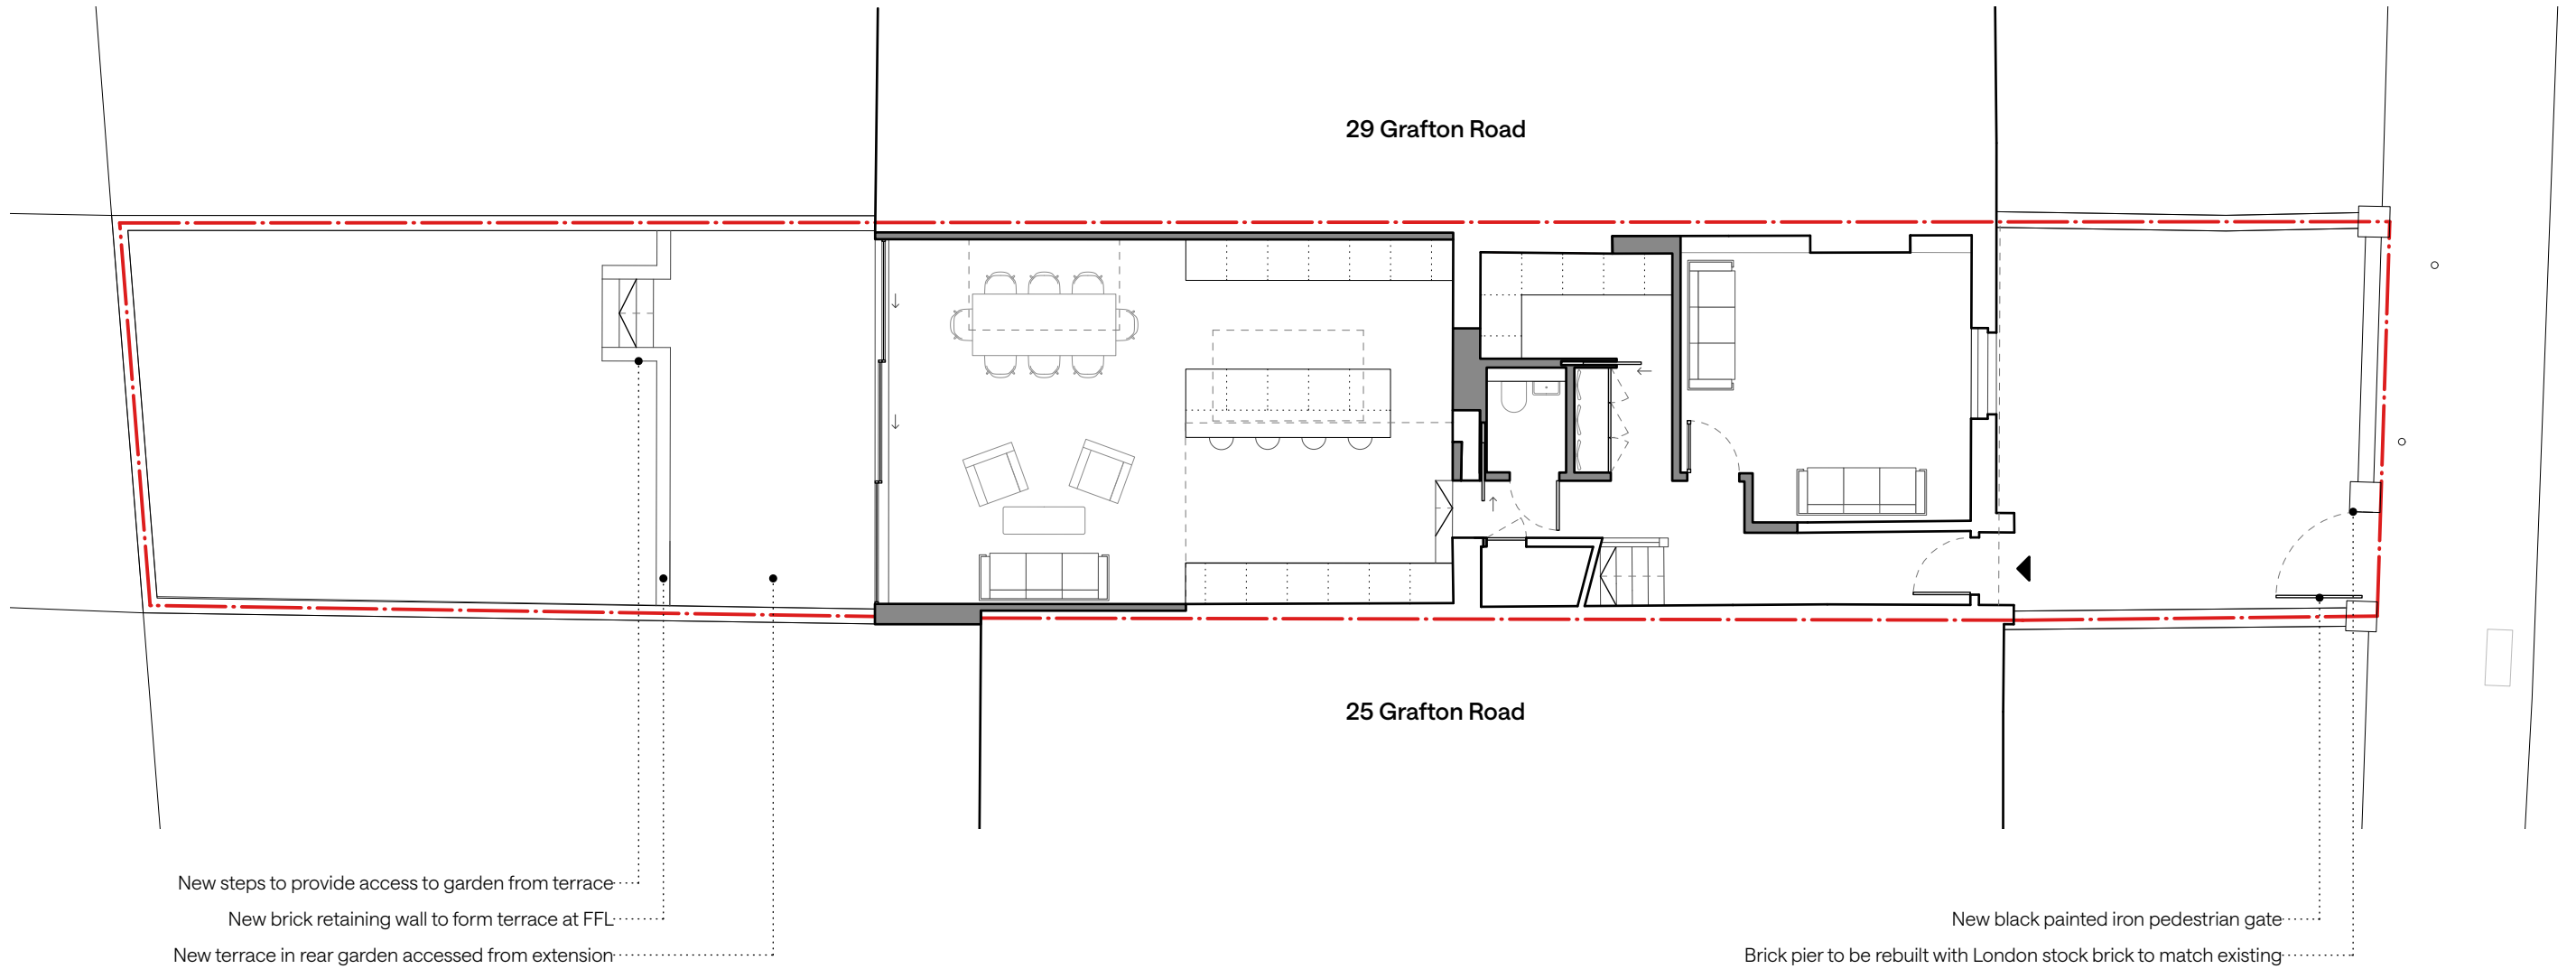 29 Grafton Road
25 Grafton Road
New steps to provide access to garden from terrace
New brick retaining wall to form terrace at FFL
New terrace in rear garden accessed from extension
New black painted iron pedestrian gate
Brick pier to be rebuilt with London stock brick to match existing